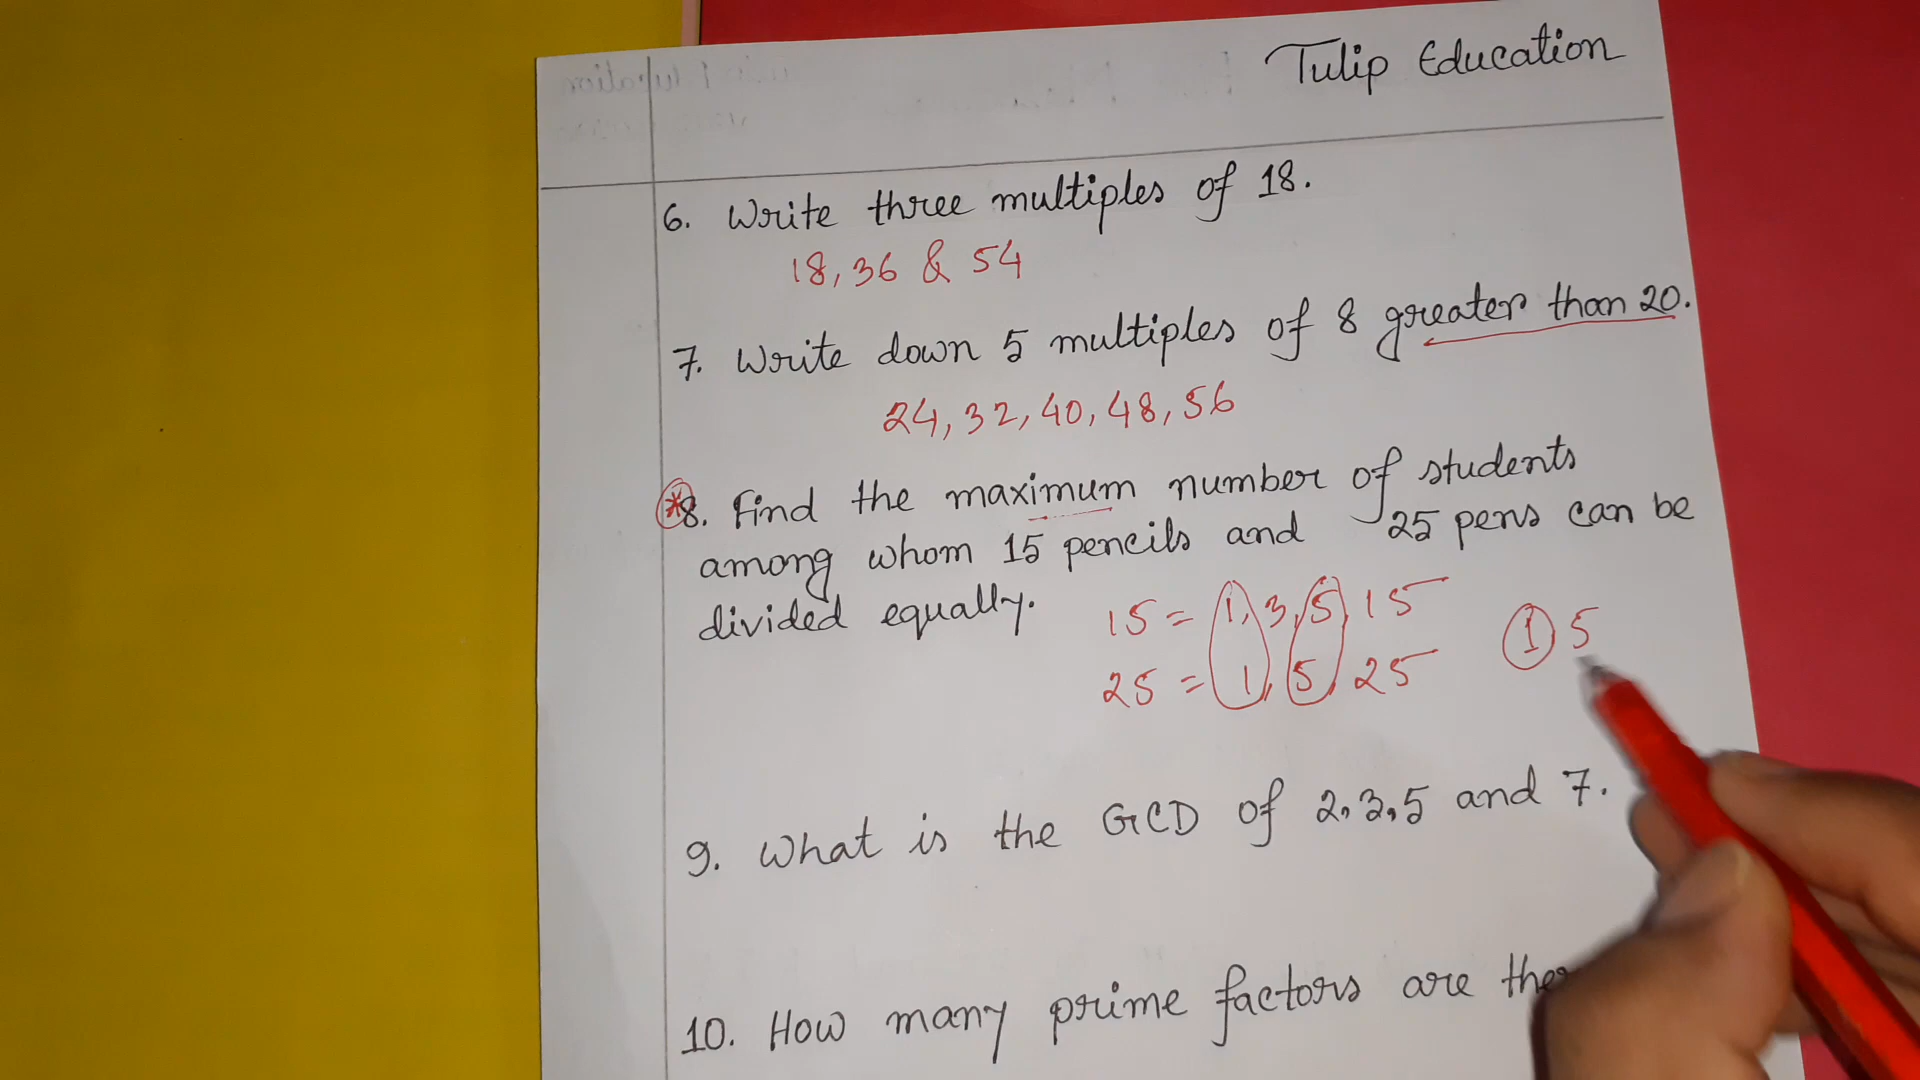 Tulip Education
6. Write three multiples of 18.
18, 36 & 54
7. Write down 5 multiples of 8 greater than 20.
24, 32, 40, 48, 56
*8. Find the maximum number of students
among whom 15 pencils and 25 pens can be
divided equally.
15 = 1, 3, 5, 15
25 = 1, 5, 25
1 5
9. What is the GCD of 2, 3, 5 and 7.
10. How many prime factors are